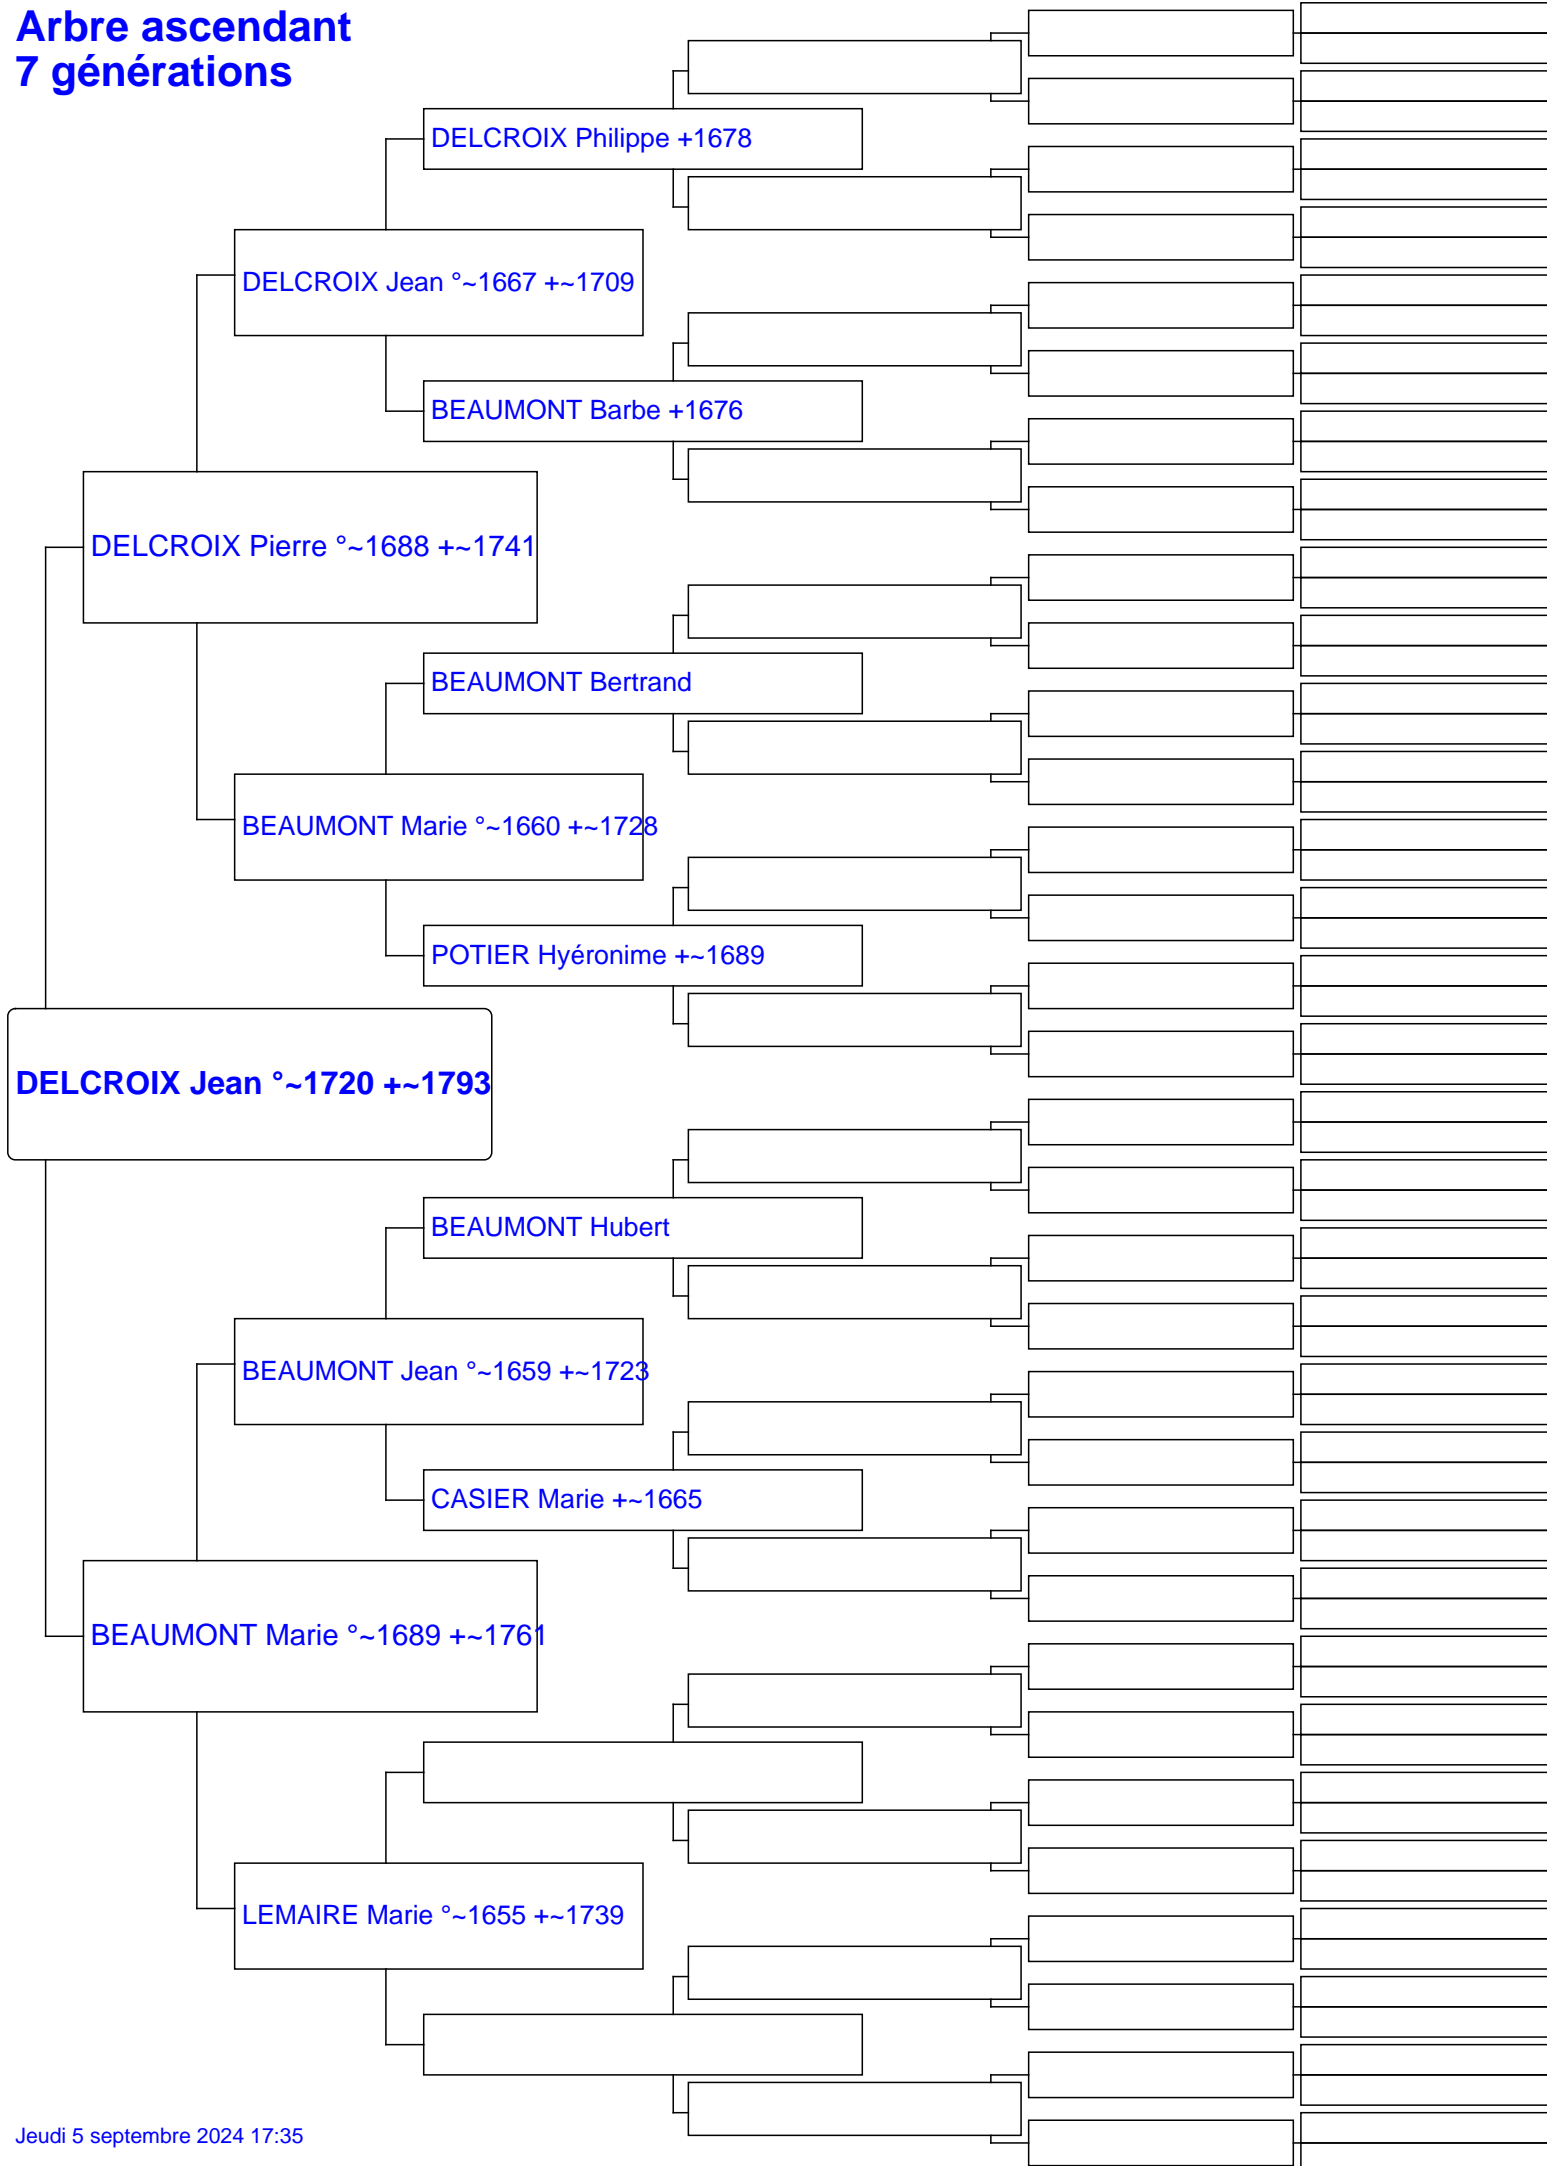 Arbre ascendant
7 générations
DELCROIX Philippe +1678
DELCROIX Jean °~1667 +~1709
BEAUMONT Barbe +1676
DELCROIX Pierre °~1688 +~1741
BEAUMONT Bertrand
BEAUMONT Marie °~1660 +~1728
POTIER Hyéronime +~1689
DELCROIX Jean °~1720 +~1793
BEAUMONT Hubert
BEAUMONT Jean °~1659 +~1723
CASIER Marie +~1665
BEAUMONT Marie °~1689 +~1761
LEMAIRE Marie °~1655 +~1739
Jeudi 5 septembre 2024 17:35